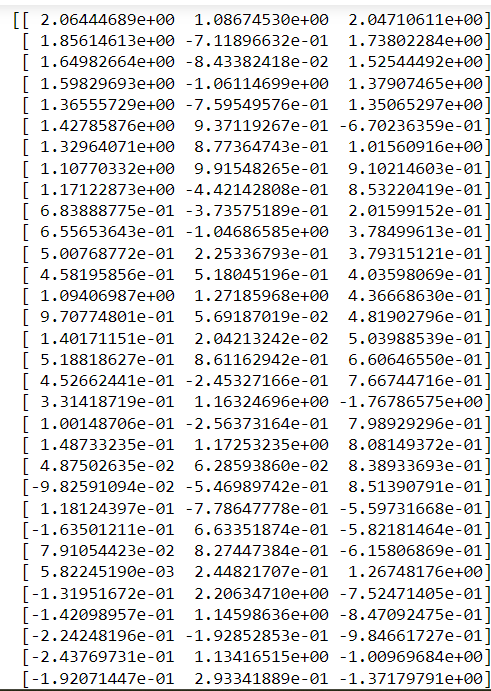 [[ 2.06444689e+00 1.08674530e+00 2.04710611e+00]
[ 1.85614613e+00 -7.11896632e-01 1.73802284e+00]
[ 1.64982664e+00 -8.43382418e-02 1.52544492e+00]
[ 1.59829693e+00 -1.06114699e+00 1.37907465e+00]
[ 1.36555729e+00 -7.59549576e-01 1.35065297e+00]
[ 1.42785876e+00 9.37119267e-01 -6.70236359e-01]
[ 1.32964071e+00 8.77364743e-01 1.01560916e+00]
[ 1.10770332e+00 9.91548265e-01 9.10214603e-01]
[ 1.17122873e+00 -4.42142808e-01 8.53220419e-01]
[ 6.83888775e-01 -3.73575189e-01 2.01599152e-01]
[ 6.55653643e-01 -1.04686585e+00 3.78499613e-01]
[ 5.00768772e-01 2.25336793e-01 3.79315121e-01]
[ 4.58195856e-01 5.18045196e-01 4.03598069e-01]
[ 1.09406987e+00 1.27185968e+00 4.36668630e-01]
[ 9.70774801e-01 5.69187019e-02 4.81902796e-01]
[ 1.40171151e-01 2.04213242e-02 5.03988539e-01]
[ 5.18818627e-01 8.61162942e-01 6.60646550e-01]
[ 4.52662441e-01 -2.45327166e-01 7.66744716e-01]
[ 3.31418719e-01 1.16324696e+00 -1.76786575e+00]
[ 1.00148706e-01 -2.56373164e-01 7.98929296e-01]
[ 1.48733235e-01 1.17253235e+00 8.08149372e-01]
[ 4.87502635e-02 6.28593860e-02 8.38933693e-01]
[-9.82591094e-02 -5.46989742e-01 8.51390791e-01]
[ 1.18124397e-01 -7.78647778e-01 -5.59731668e-01]
[-1.63501211e-01 6.63351874e-01 -5.82181464e-01]
[ 7.91054423e-02 8.27447384e-01 -6.15806869e-01]
[ 5.82245190e-03 2.44821707e-01 1.26748176e+00]
[-1.31951672e-01 2.20634710e+00 -7.52471405e-01]
[-1.42098957e-01 1.14598636e+00 -8.47092475e-01]
[-2.24248196e-01 -1.92852853e-01 -9.84661727e-01]
[-2.43769731e-01 1.13416515e+00 -1.00969684e+00]
[-1.92071447e-01 2.93341889e-01 -1.37179791e+00]